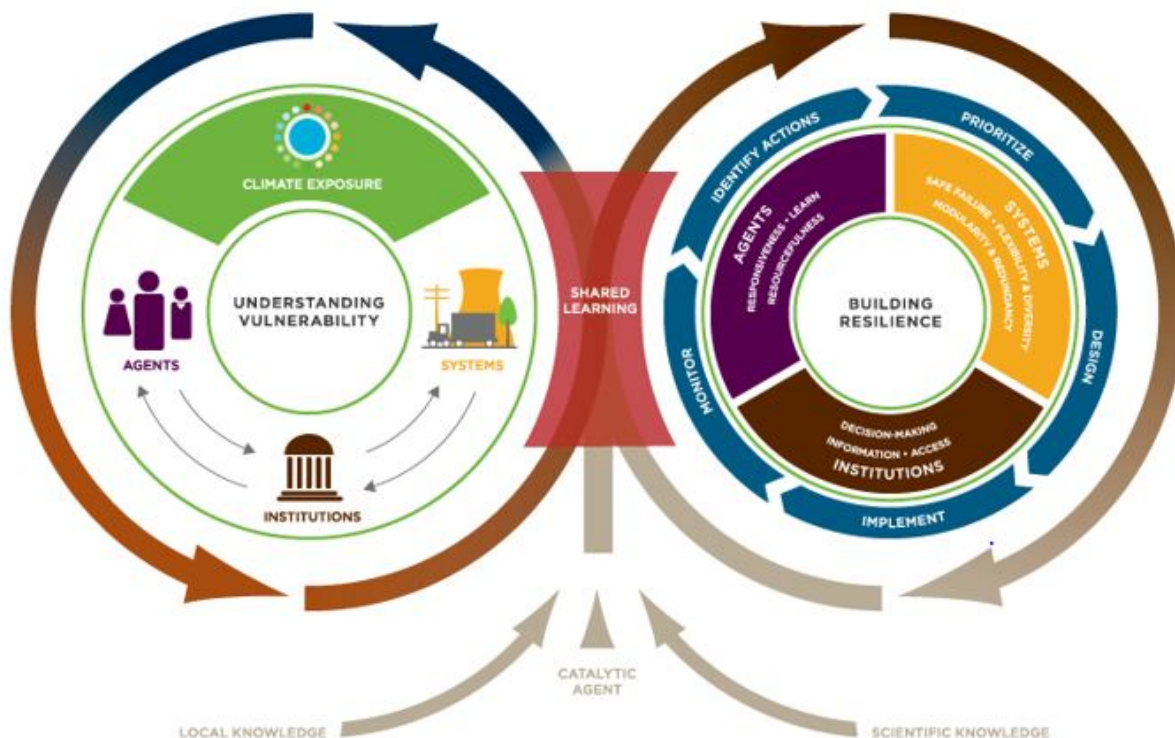 CLIMATE EXPOSURE
UNDERSTANDING
VULNERABILITY
AGENTS
SYSTEMS
INSTITUTIONS
SHARED
LEARNING
IDENTIFY ACTIONS
PRIORITIZE
DESIGN
IMPLEMENT
MONITOR
AGENTS
RESPONSIVENESS • LEARN
RESOURCEFULNESS
SYSTEMS
SAFE FAILURE • FLEXIBILITY & DIVERSITY
MODULARITY & REDUNDANCY
BUILDING
RESILIENCE
DECISION-MAKING
INFORMATION • ACCESS
INSTITUTIONS
CATALYTIC
AGENT
LOCAL KNOWLEDGE
SCIENTIFIC KNOWLEDGE